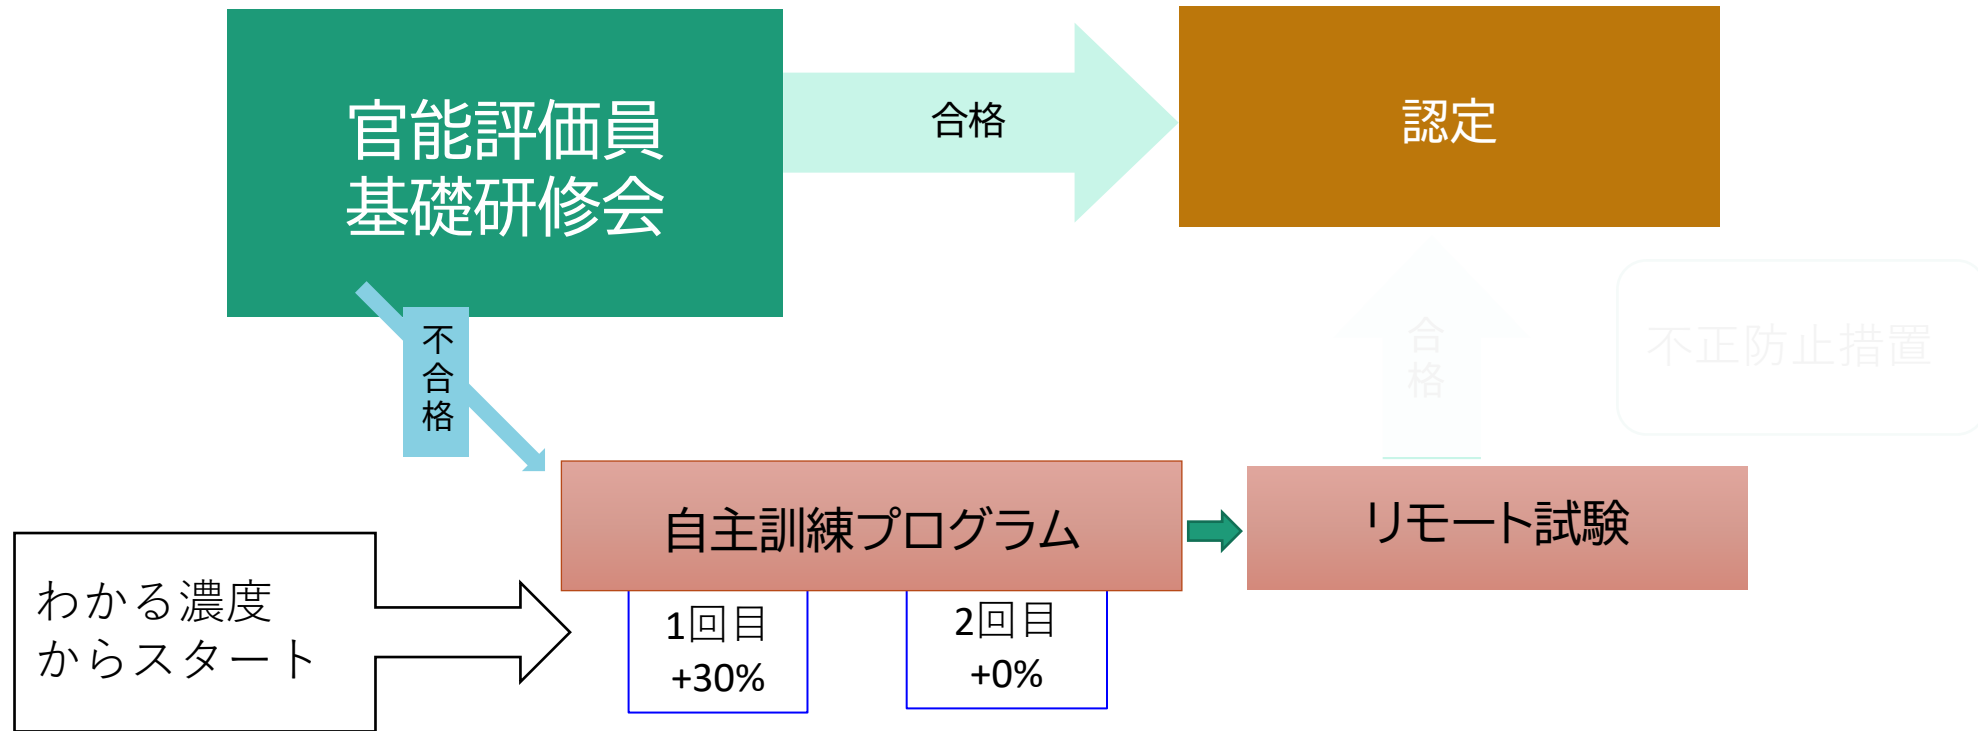 官能評価員
基礎研修会
合格
認定
不合格
合格
不正防止措置
自主訓練プログラム
リモート試験
わかる濃度
からスタート
1回目
+30%
2回目
+0%